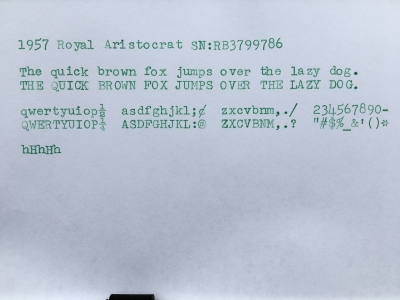 1957 Royal Aristocrat SN:RB3799786
The quick brown fox jumps over the lazy dog.
THE QUICK BROWN FOX JUMPS OVER THE LAZY DOG.
qwertyuiop½ asdfghjkl;¢ zxcvbnm,./ 234567890-
QWERTYUIOP¼ ASDFGHJKL:@ ZXCVBNM,.? "#$%_&'()*
hHhHh